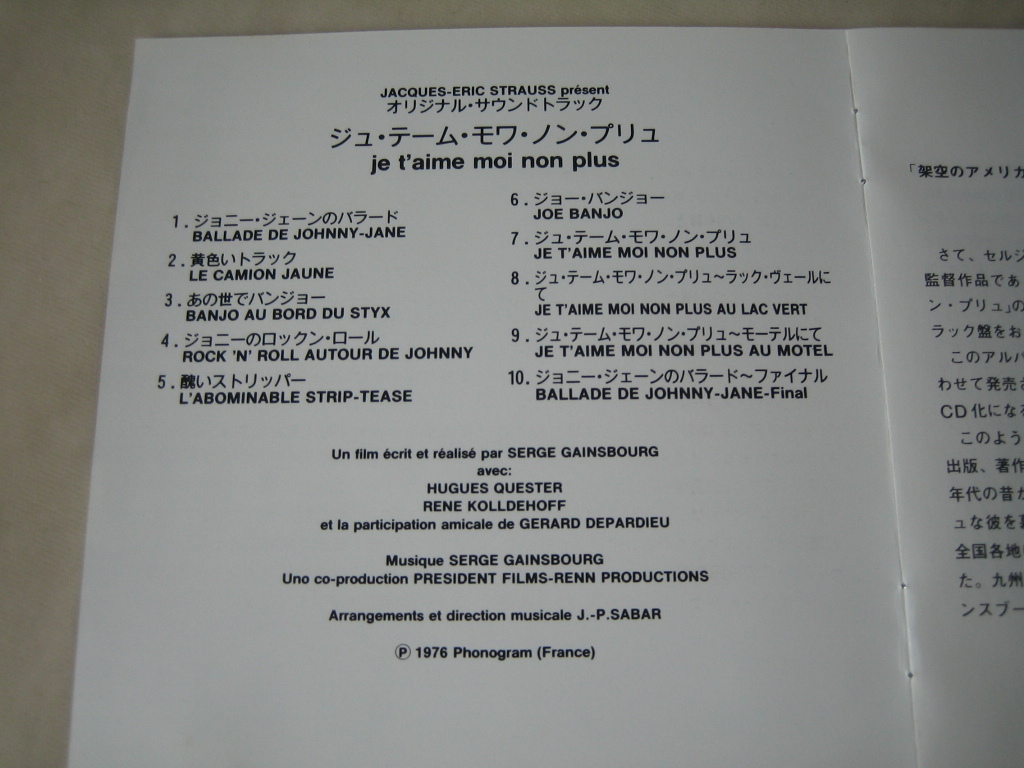 JACQUES-ERIC STRAUSS présent
オリジナル・サウンドトラック
ジュ・テーム・モワ・ノン・プリュ
je t'aime moi non plus
1. ジョニー・ジェーンのバラード
BALLADE DE JOHNNY-JANE
2. 黄色いトラック
LE CAMION JAUNE
3. あの世でバンジョー
BANJO AU BORD DU STYX
4. ジョニーのロックン・ロール
ROCK 'N' ROLL AUTOUR DE JOHNNY
5. 醜いストリッパー
L'ABOMINABLE STRIP-TEASE
6. ジョー・バンジョー
JOE BANJO
7. ジュ・テーム・モワ・ノン・プリュ
JE T'AIME MOI NON PLUS
8. ジュ・テーム・モワ・ノン・プリュ～ラック・ヴェールに
て
JE T'AIME MOI NON PLUS AU LAC VERT
9. ジュ・テーム・モワ・ノン・プリュ～モーテルにて
JE T'AIME MOI NON PLUS AU MOTEL
10. ジョニー・ジェーンのバラード～ファイナル
BALLADE DE JOHNNY-JANE-Final
Un film écrit et réalisé par SERGE GAINSBOURG
avec:
HUGUES QUESTER
RENE KOLLDEHOFF
et la participation amicale de GERARD DEPARDIEU
Musique SERGE GAINSBOURG
Uno co-production PRESIDENT FILMS-RENN PRODUCTIONS
Arrangements et direction musicale J.-P.SABAR
Ⓟ 1976 Phonogram (France)
「架空のアメリカ
さて、セルジ
監督作品であ
ン・プリュ」の
ラック盤をお
このアルバ
わせて発売さ
CD化になる
このよう
出版、著作
年代の昔か
ュな彼を
全国各地
た。九州
ンスブー